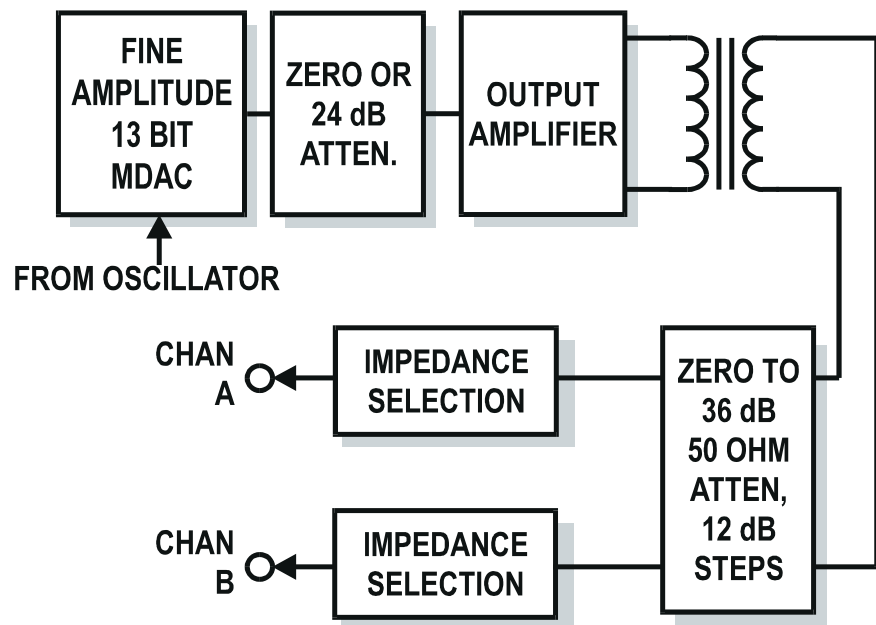 FINE
AMPLITUDE
13 BIT
MDAC
ZERO OR
24 dB
ATTEN.
OUTPUT
AMPLIFIER
FROM OSCILLATOR
CHAN
A
IMPEDANCE
SELECTION
ZERO TO
36 dB
50 OHM
ATTEN,
12 dB
STEPS
CHAN
B
IMPEDANCE
SELECTION